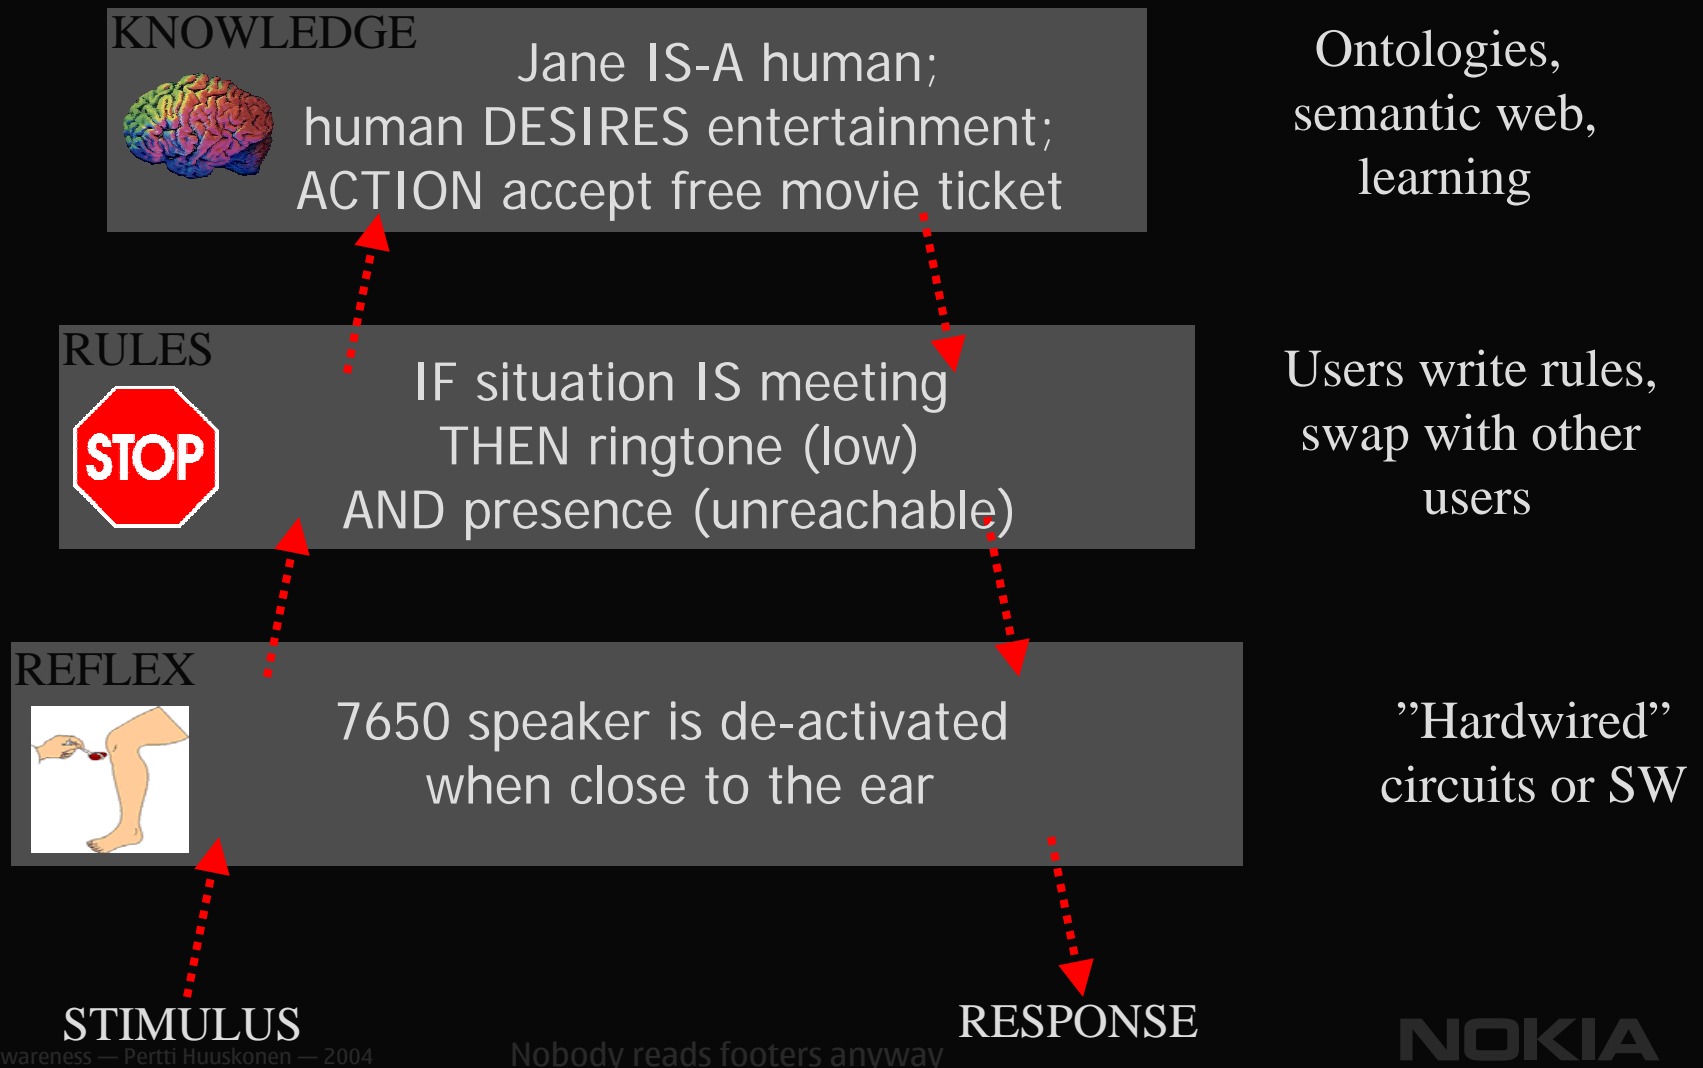 KNOWLEDGE
Jane IS-A human;
human DESIRES entertainment;
ACTION accept free movie ticket
Ontologies,
semantic web,
learning
RULES
STOP
IF situation IS meeting
THEN ringtone (low)
AND presence (unreachable)
Users write rules,
swap with other
users
REFLEX
7650 speaker is de-activated
when close to the ear
”Hardwired”
circuits or SW
STIMULUS
RESPONSE
wareness — Pertti Huuskonen — 2004
Nobody reads footers anyway
NOKIA